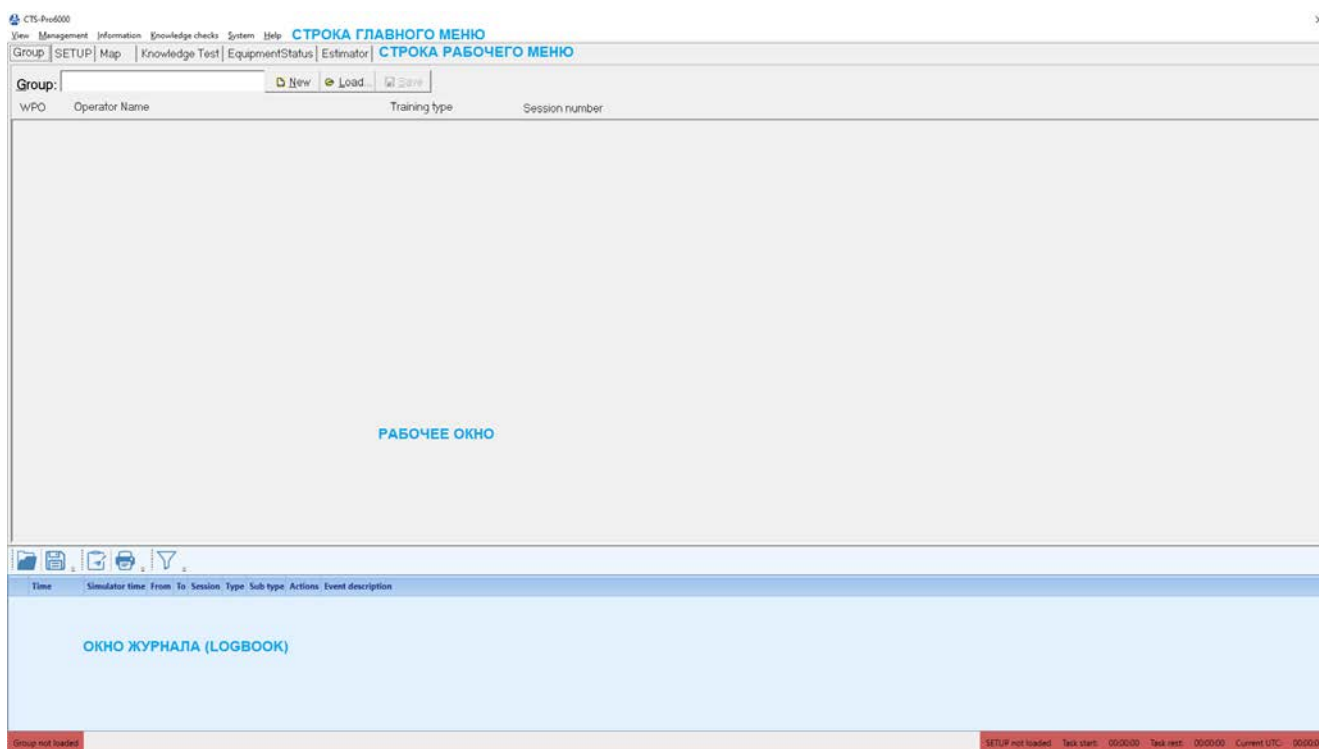 CTS-Pro6000
View Management Information Knowledge checks System Help СТРОКА ГЛАВНОГО МЕНЮ
Group SETUP Map Knowledge Test EquipmentStatus Estimator СТРОКА РАБОЧЕГО МЕНЮ
Group: New Load... Save
WPO Operator Name Training type Session number
РАБОЧЕЕ ОКНО
Time Simulator time From To Session Type Sub type Actions Event description
ОКНО ЖУРНАЛА (LOGBOOK)
Group not loaded SETUP not loaded Task start: 00:00:00 Task rest: 00:00:00 Current UTC: 00:00:0